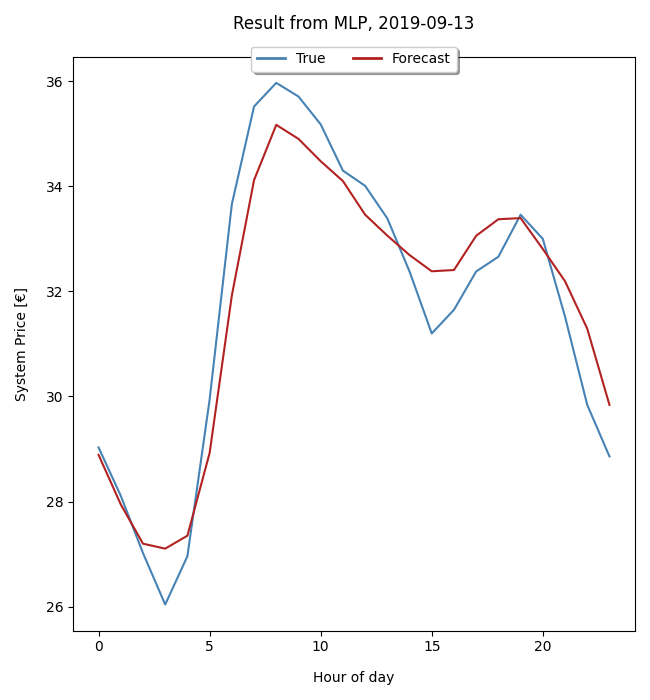 Result from MLP, 2019-09-13
True Forecast
36
34
32
30
28
26
System Price [€]
0 5 10 15 20
Hour of day